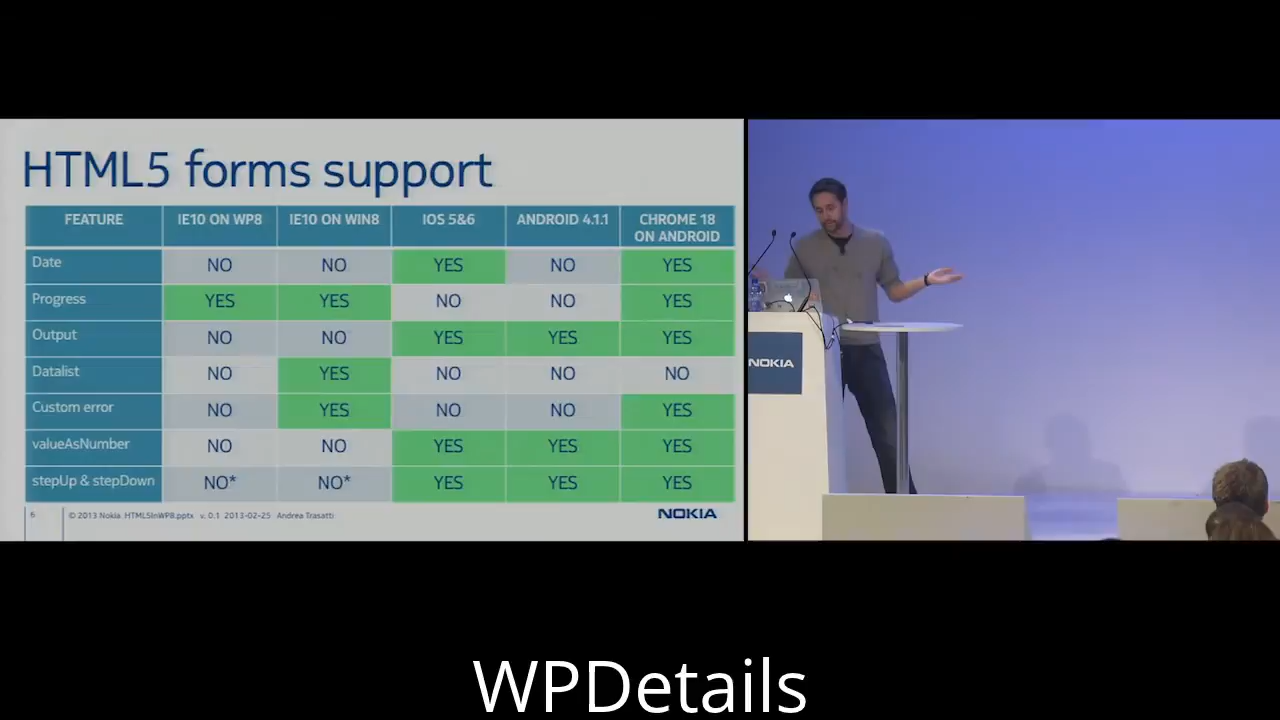 HTML5 forms support
FEATURE IE10 ON WP8 IE10 ON WIN8 IOS 5&6 ANDROID 4.1.1 CHROME 18 ON ANDROID
Date NO NO YES NO YES
Progress YES YES NO NO YES
Output NO NO YES YES YES
Datalist NO YES NO NO NO
Custom error NO YES NO NO YES
valueAsNumber NO NO YES YES YES
stepUp & stepDown NO* NO* YES YES YES
6 © 2013 Nokia HTML5InWP8.pptx v. 0.1 2013-02-25 Andrea Trasatti NOKIA
NOKIA
WPDetails